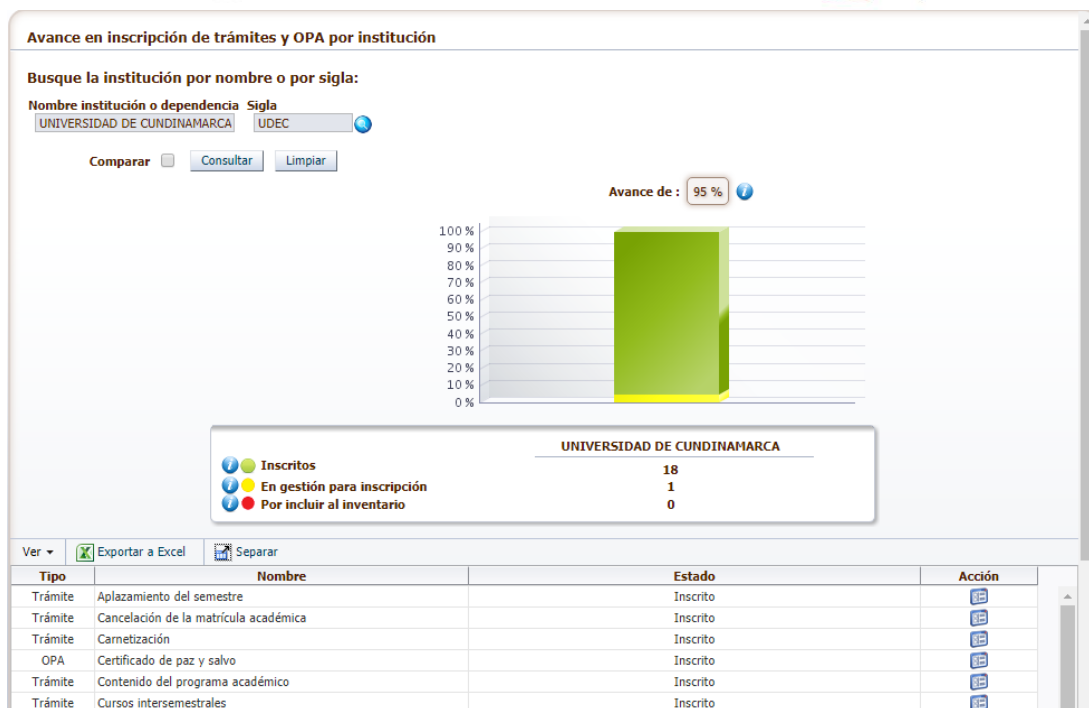 Avance en inscripción de trámites y OPA por institución
Busque la institución por nombre o por sigla:
Nombre institución o dependencia Sigla
UNIVERSIDAD DE CUNDINAMARCA UDEC
Comparar Consultar Limpiar
Avance de : 95 %
100 %
90 %
80 %
70 %
60 %
50 %
40 %
30 %
20 %
10 %
0 %
UNIVERSIDAD DE CUNDINAMARCA
Inscritos 18
En gestión para inscripción 1
Por incluir al inventario 0
Ver Exportar a Excel Separar
Tipo Nombre Estado Acción
Trámite Aplazamiento del semestre Inscrito
Trámite Cancelación de la matrícula académica Inscrito
Trámite Carnetización Inscrito
OPA Certificado de paz y salvo Inscrito
Trámite Contenido del programa académico Inscrito
Trámite Cursos intersemestrales Inscrito